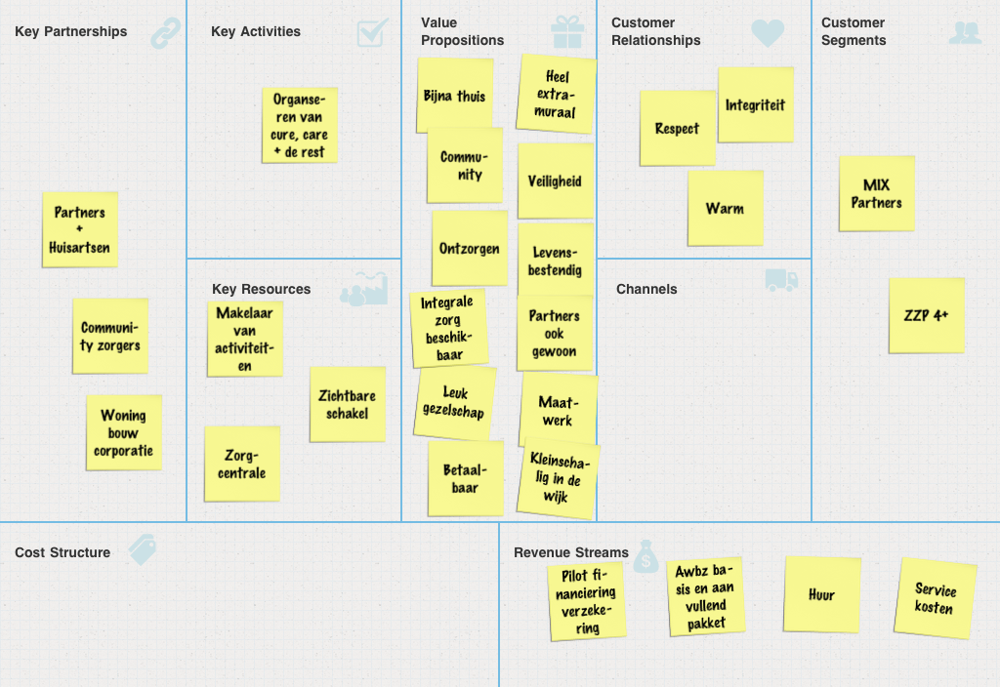 Key Partnerships
Partners
+
Huisartsen
Communi-
ty zorgers
Woning
bouw
corporatie
Key Activities
Organse-
ren van
cure, care
+ de rest
Key Resources
Makelaar
van
activiteit-
en
Zichtbare
schakel
Zorg-
centrale
Value
Propositions
Bijna thuis
Heel
extra-
muraal
Commu-
nity
Veiligheid
Ontzorgen
Levens-
bestendig
Integrale
zorg
beschik-
baar
Partners
ook
gewoon
Leuk
gezelschap
Maat-
werk
Betaal-
baar
Kleinscha-
lig in de
wijk
Customer
Relationships
Respect
Integriteit
Warm
Channels
Customer
Segments
MIX
Partners
ZZP 4+
Cost Structure
Revenue Streams
$
Pilot fi-
nanciering
verzeke-
ring
Awbz ba-
sis en aan
vullend
pakket
Huur
Service
kosten